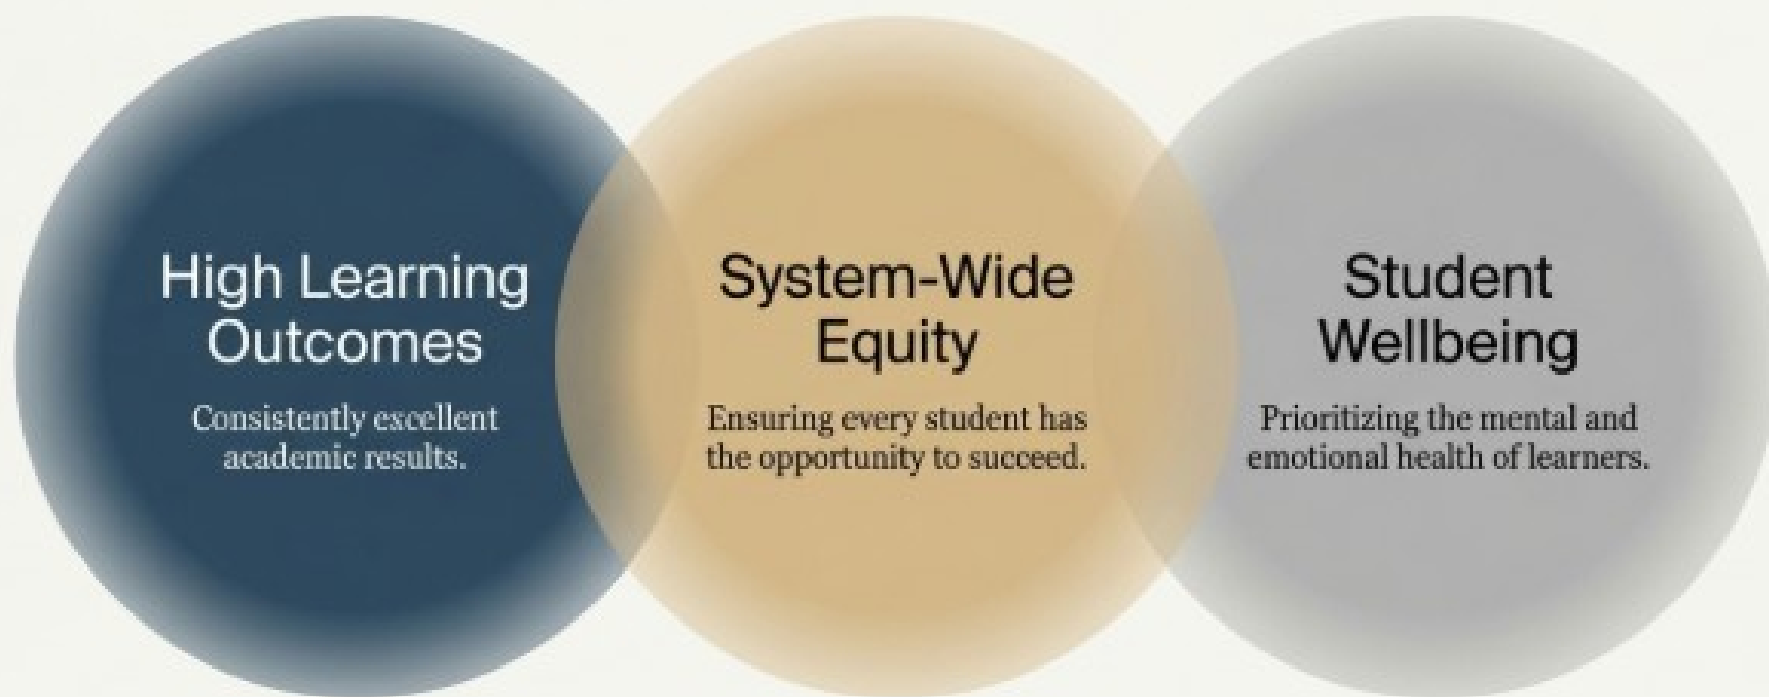 High Learning
Outcomes
Consistently excellent
academic results.
System-Wide
Equity
Ensuring every student has
the opportunity to succeed.
Student
Wellbeing
Prioritizing the mental and
emotional health of learners.